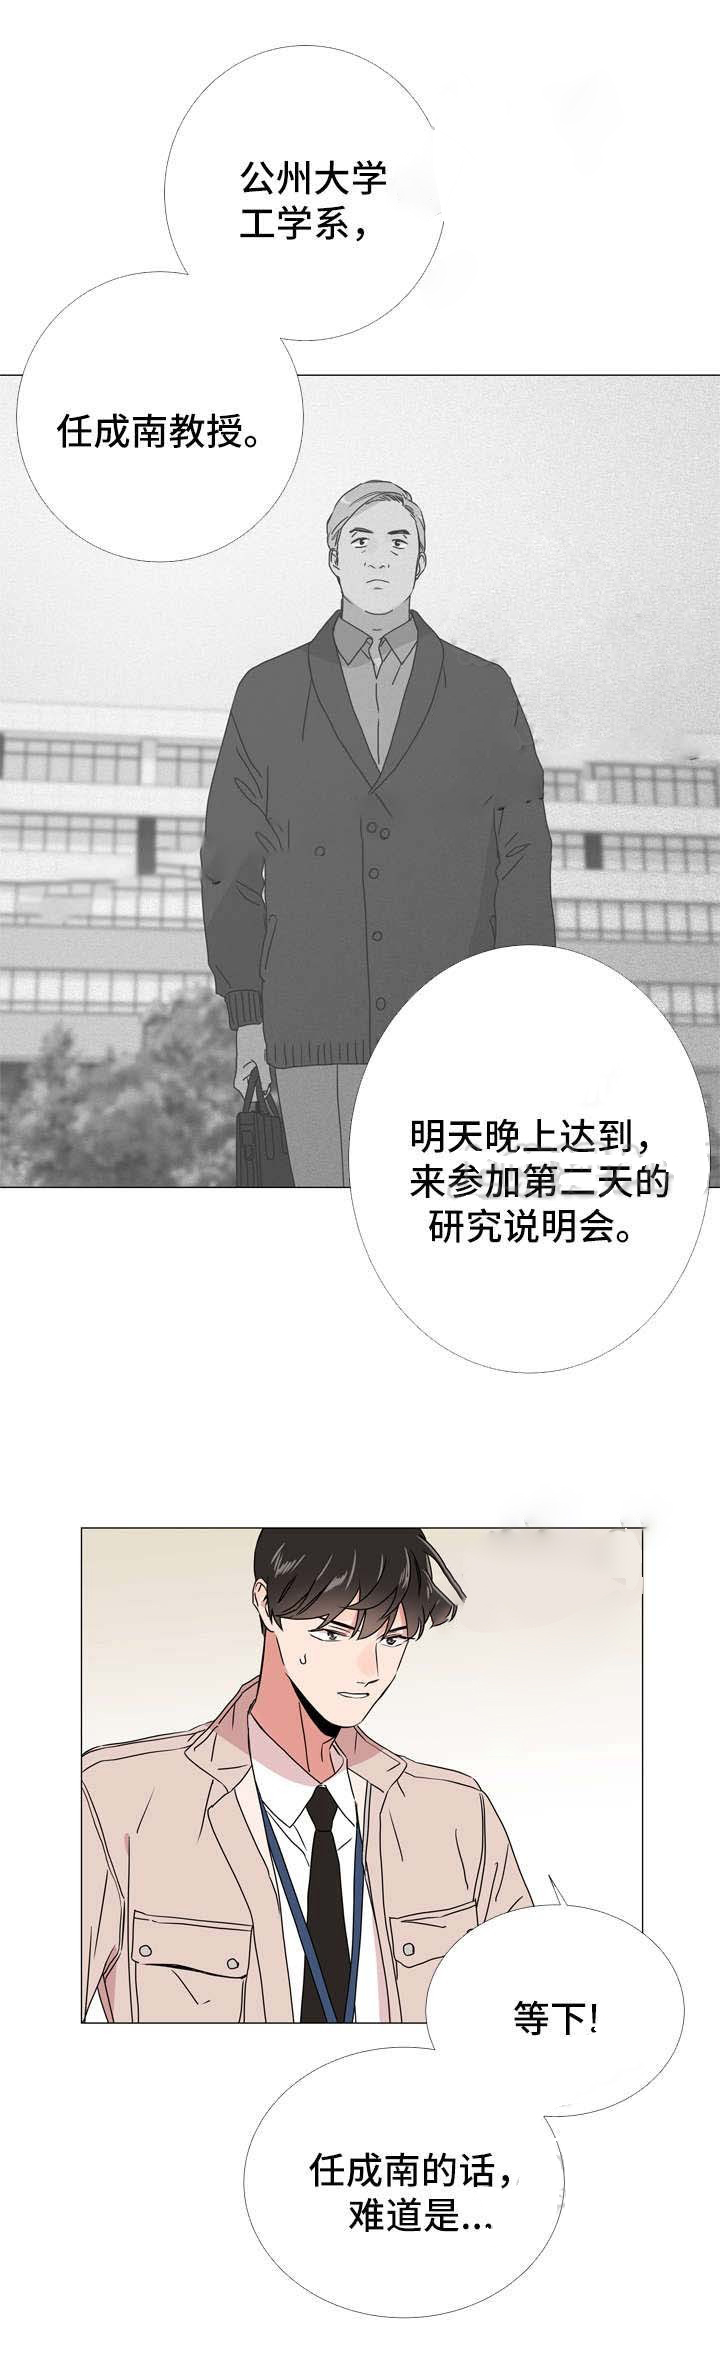 公州大学
工学系，
任成南教授。
明天晚上达到，
来参加第二天的
研究说明会。
等下!
任成南的话，
难道是...